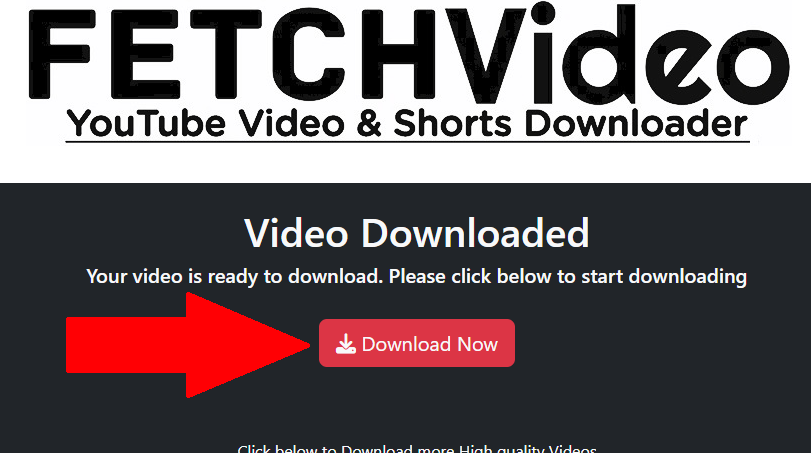 FETCHVideo
YouTube Video & Shorts Downloader
Video Downloaded
Your video is ready to download. Please click below to start downloading
Download Now
Click below to Download more High quality Videos